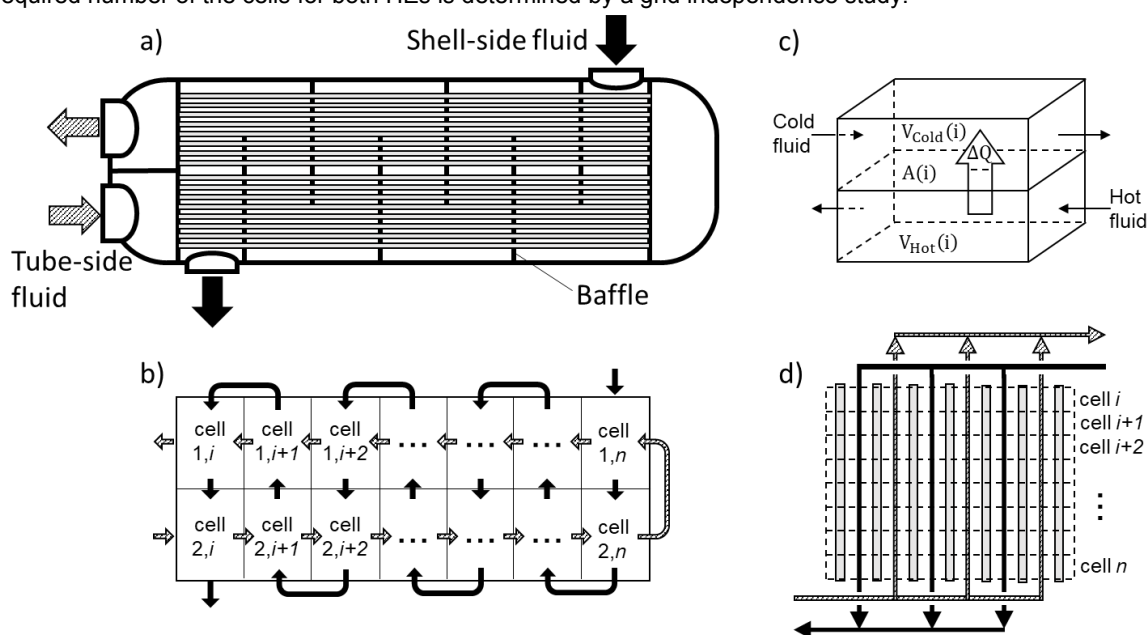 required number of the cells for both HEs is determined by a grid independence study.
a)
Shell-side fluid
Tube-side
fluid
Baffle
c)
Cold
fluid
V_Cold(i)
ΔQ
A(i)
Hot
fluid
V_Hot(i)
b)
cell
1,i
cell
1,i+1
cell
1,i+2
...
...
...
cell
1,n
cell
2,i
cell
2,i+1
cell
2,i+2
...
...
...
cell
2,n
d)
cell i
cell i+1
cell i+2
⋮
cell n